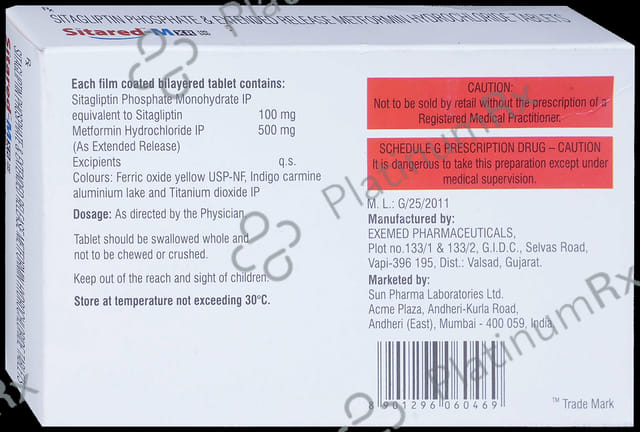 Rx
SITAGLIPTIN PHOSPHATE & EXTENDED RELEASE METFORMIN HYDROCHLORIDE TABLETS
Sitared-M XR
Each film coated bilayered tablet contains:
Sitagliptin Phosphate Monohydrate IP
equivalent to Sitagliptin 100 mg
Metformin Hydrochloride IP 500 mg
(As Extended Release)
Excipients q.s.
Colours: Ferric oxide yellow USP-NF, Indigo carmine
aluminium lake and Titanium dioxide IP
Dosage: As directed by the Physician
Tablet should be swallowed whole and
not to be chewed or crushed.
Keep out of the reach and sight of children.
Store at temperature not exceeding 30°C.
CAUTION:
Not to be sold by retail without the prescription of a
Registered Medical Practitioner.
SCHEDULE G PRESCRIPTION DRUG – CAUTION
It is dangerous to take this preparation except under
medical supervision.
M. L.: G/25/2011
Manufactured by:
EXEMED PHARMACEUTICALS,
Plot no.133/1 & 133/2, G.I.D.C., Selvas Road,
Vapi-396 195, Dist.: Valsad, Gujarat.
Marketed by:
Sun Pharma Laboratories Ltd.
Acme Plaza, Andheri-Kurla Road,
Andheri (East), Mumbai - 400 059, India
8 901296 060469
™ Trade Mark
Rx
Sitared-M
PlatinumRx
PlatinumRx
PlatinumRx